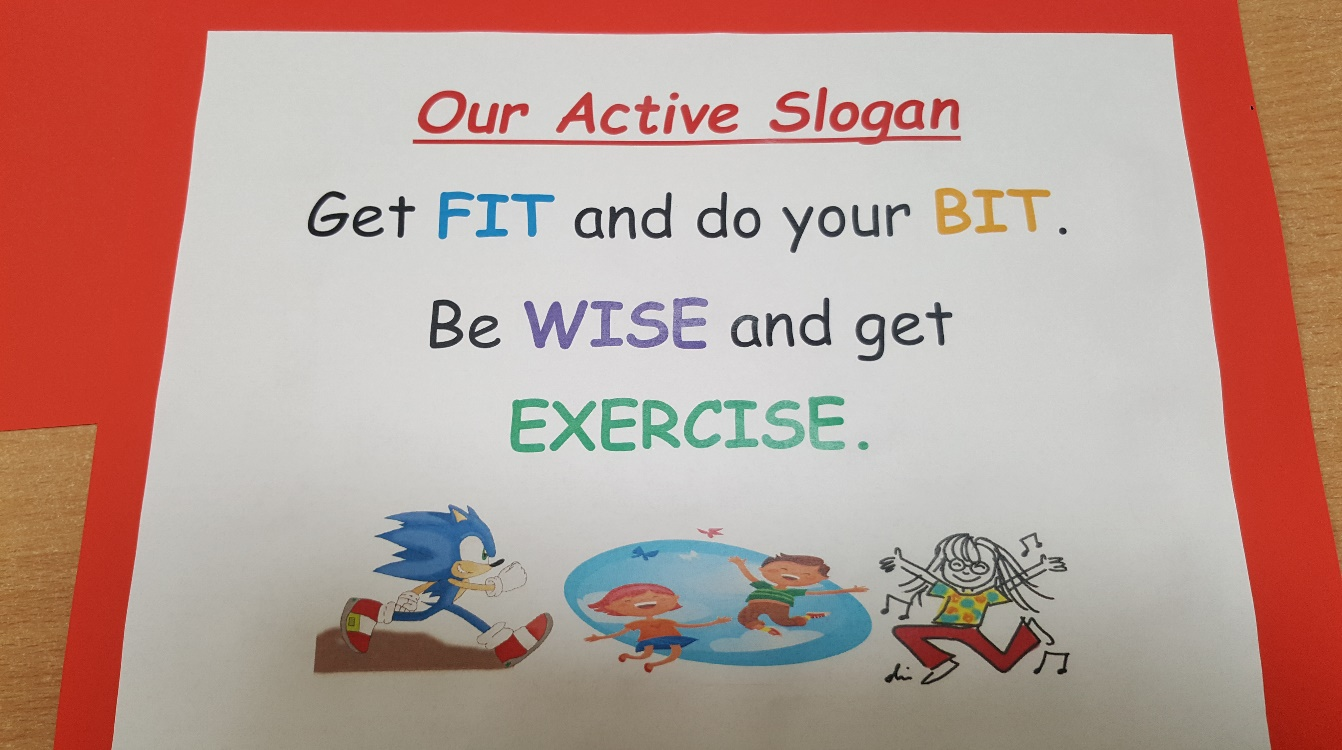 Our Active Slogan
Get FIT and do your BIT.
Be WISE and get
EXERCISE.